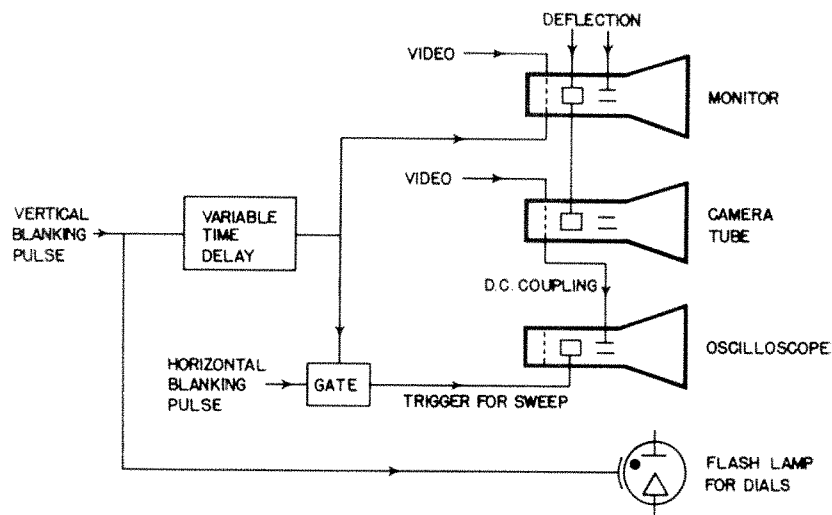 DEFLECTION
VIDEO
MONITOR
VIDEO
CAMERA
TUBE
VERTICAL
BLANKING
PULSE
VARIABLE
TIME
DELAY
D.C. COUPLING
OSCILLOSCOPE
HORIZONTAL
BLANKING
PULSE
GATE
TRIGGER FOR SWEEP
FLASH LAMP
FOR DIALS